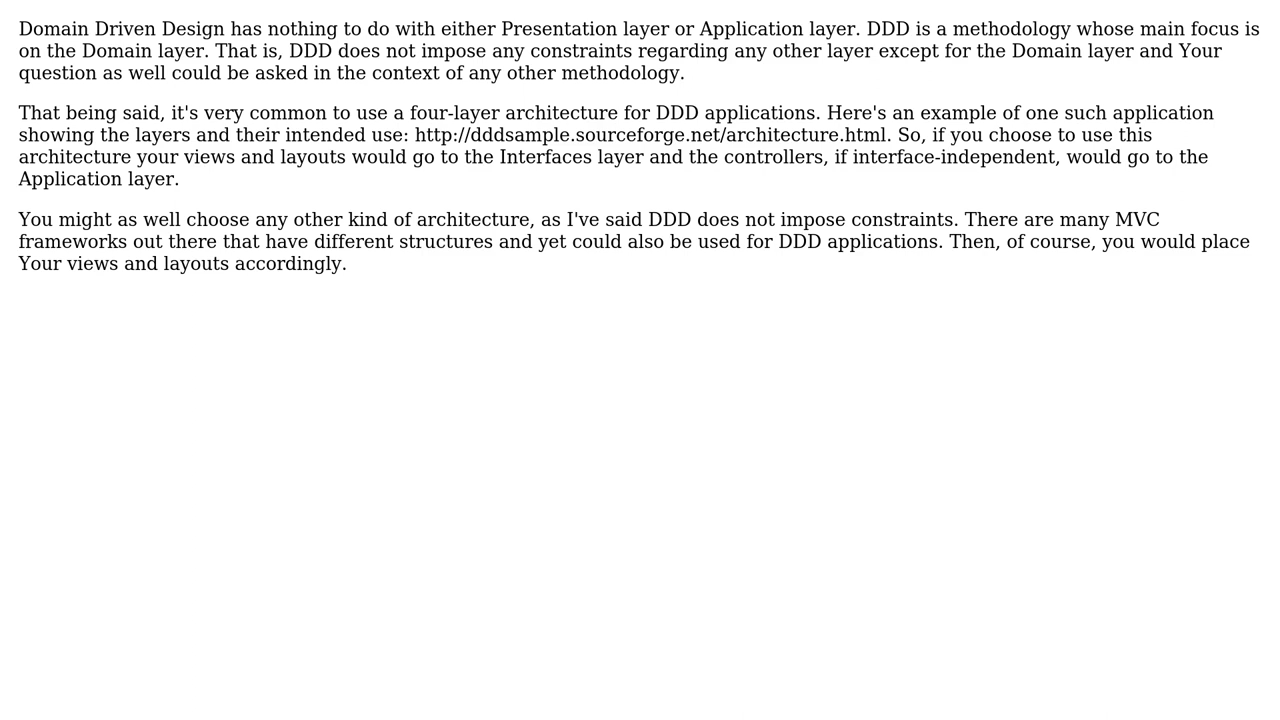 Domain Driven Design has nothing to do with either Presentation layer or Application layer. DDD is a methodology whose main focus is
on the Domain layer. That is, DDD does not impose any constraints regarding any other layer except for the Domain layer and Your
question as well could be asked in the context of any other methodology.
That being said, it's very common to use a four-layer architecture for DDD applications. Here's an example of one such application
showing the layers and their intended use: http://dddsample.sourceforge.net/architecture.html. So, if you choose to use this
architecture your views and layouts would go to the Interfaces layer and the controllers, if interface-independent, would go to the
Application layer.
You might as well choose any other kind of architecture, as I've said DDD does not impose constraints. There are many MVC
frameworks out there that have different structures and yet could also be used for DDD applications. Then, of course, you would place
Your views and layouts accordingly.